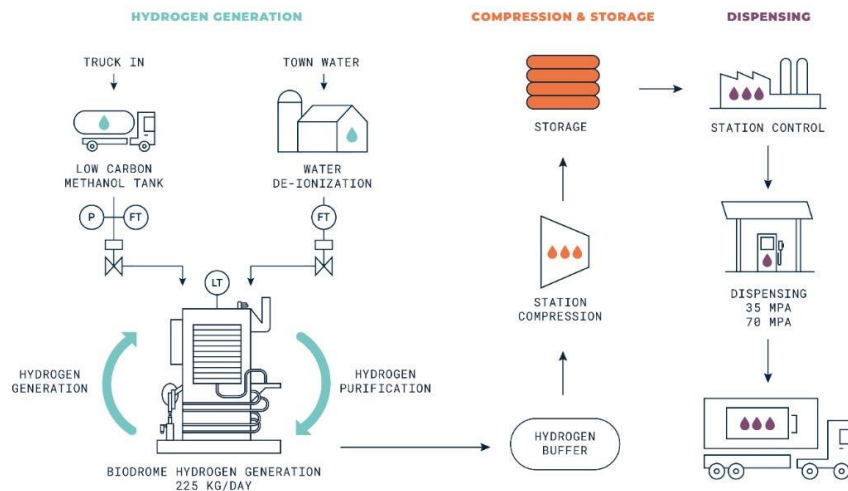 HYDROGEN GENERATION
COMPRESSION & STORAGE
DISPENSING
TRUCK IN
TOWN WATER
LOW CARBON
METHANOL TANK
WATER
DE-IONIZATION
P
FT
FT
LT
HYDROGEN
GENERATION
HYDROGEN
PURIFICATION
BIODROME HYDROGEN GENERATION
225 KG/DAY
STORAGE
STATION
COMPRESSION
HYDROGEN
BUFFER
STATION CONTROL
DISPENSING
35 MPA
70 MPA